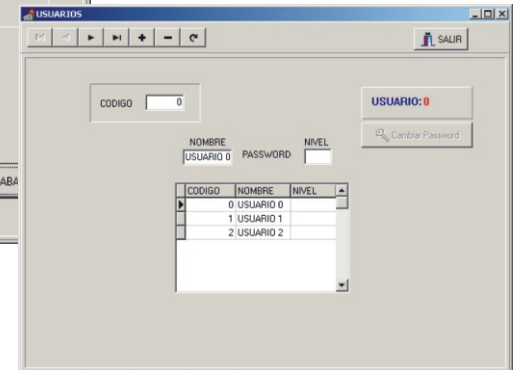 USUARIOS
SALIR
CODIGO 0
USUARIO: 0
Cambiar Password
NOMBRE NIVEL
USUARIO 0 PASSWORD
ABA
CODIGO NOMBRE NIVEL
0 USUARIO 0
1 USUARIO 1
2 USUARIO 2